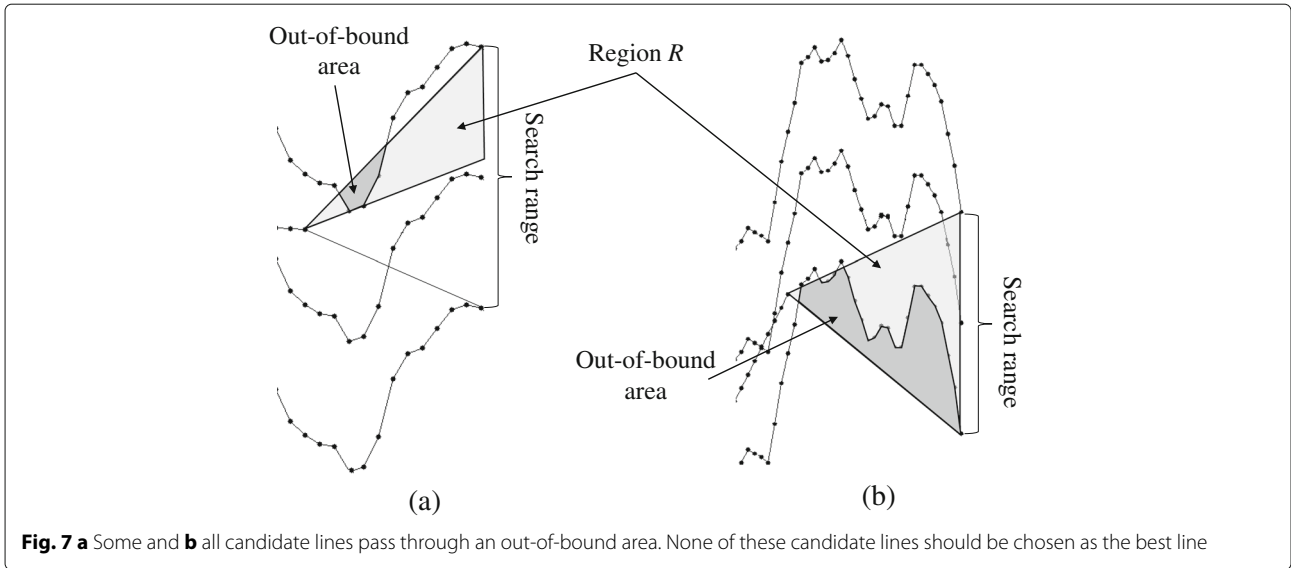 Out-of-bound
area
Region R
Search range
(a)
Out-of-bound
area
Search range
(b)
Fig. 7 a Some and b all candidate lines pass through an out-of-bound area. None of these candidate lines should be chosen as the best line